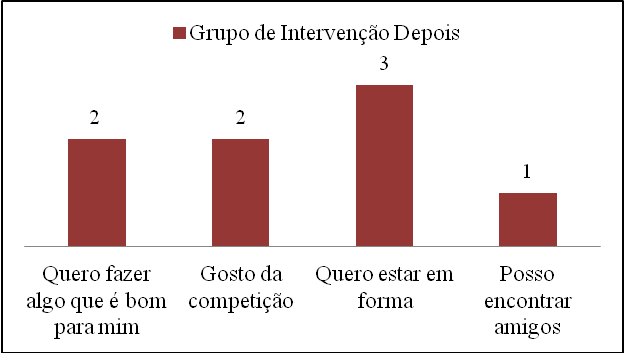 Grupo de Intervenção Depois
2
2
3
1
Quero fazer
algo que é bom
para mim
Gosto da
competição
Quero estar em
forma
Posso
encontrar
amigos